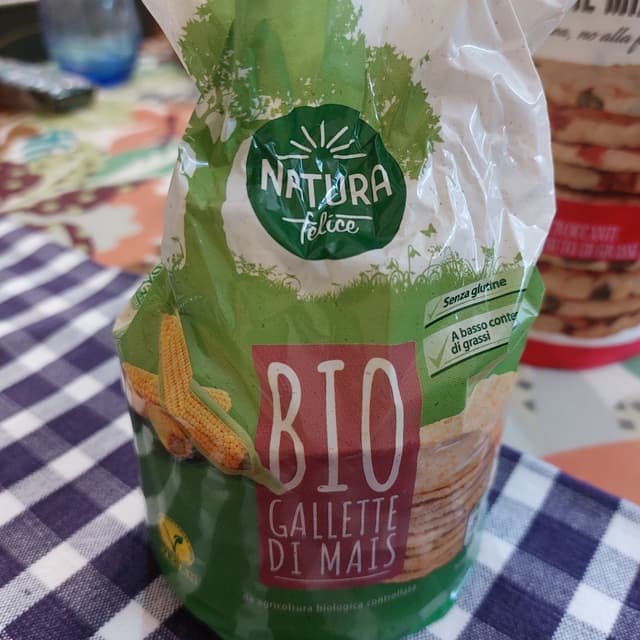 NATURA
felice
Senza glutine
A basso conte
di grassi
BIO
GALLETTE
DI MAIS
agricoltura biologica controllata